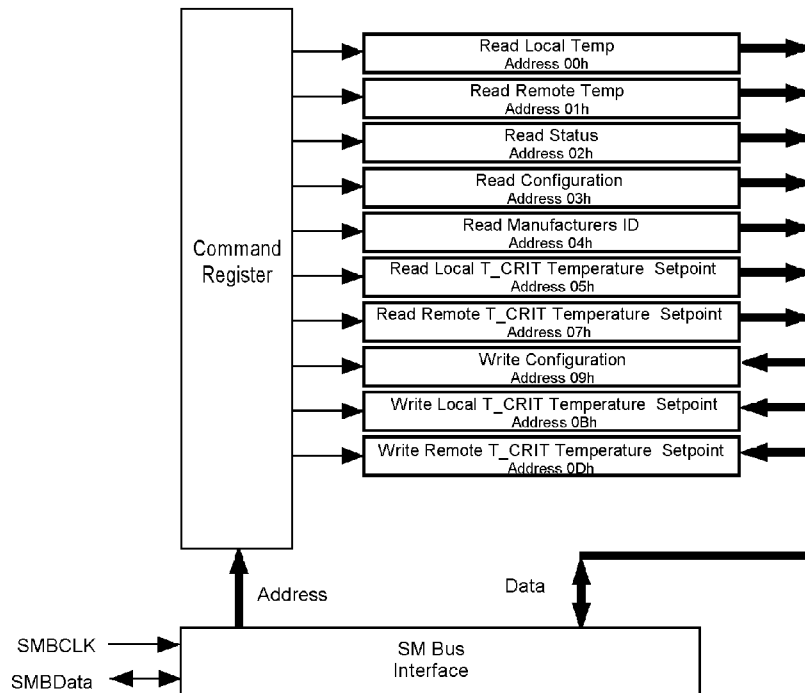 Read Local Temp
Address 00h
Read Remote Temp
Address 01h
Read Status
Address 02h
Read Configuration
Address 03h
Read Manufacturers ID
Address 04h
Read Local T_CRIT Temperature Setpoint
Address 05h
Read Remote T_CRIT Temperature Setpoint
Address 07h
Write Configuration
Address 09h
Write Local T_CRIT Temperature Setpoint
Address 0Bh
Write Remote T_CRIT Temperature Setpoint
Address 0Dh
Command
Register
Address
Data
SMBCLK
SMBData
SM Bus
Interface